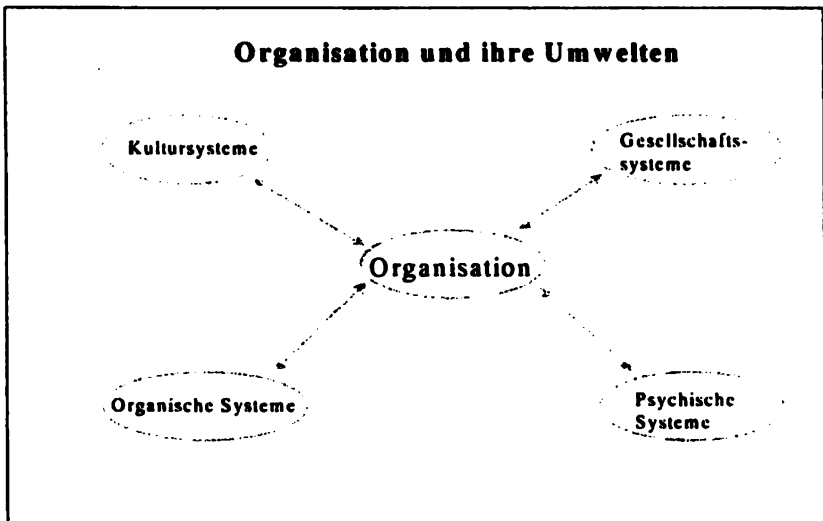 Organisation und ihre Umwelten
Kultursysteme
Gesellschafts-
systeme
Organisation
Organische Systeme
Psychische
Systeme